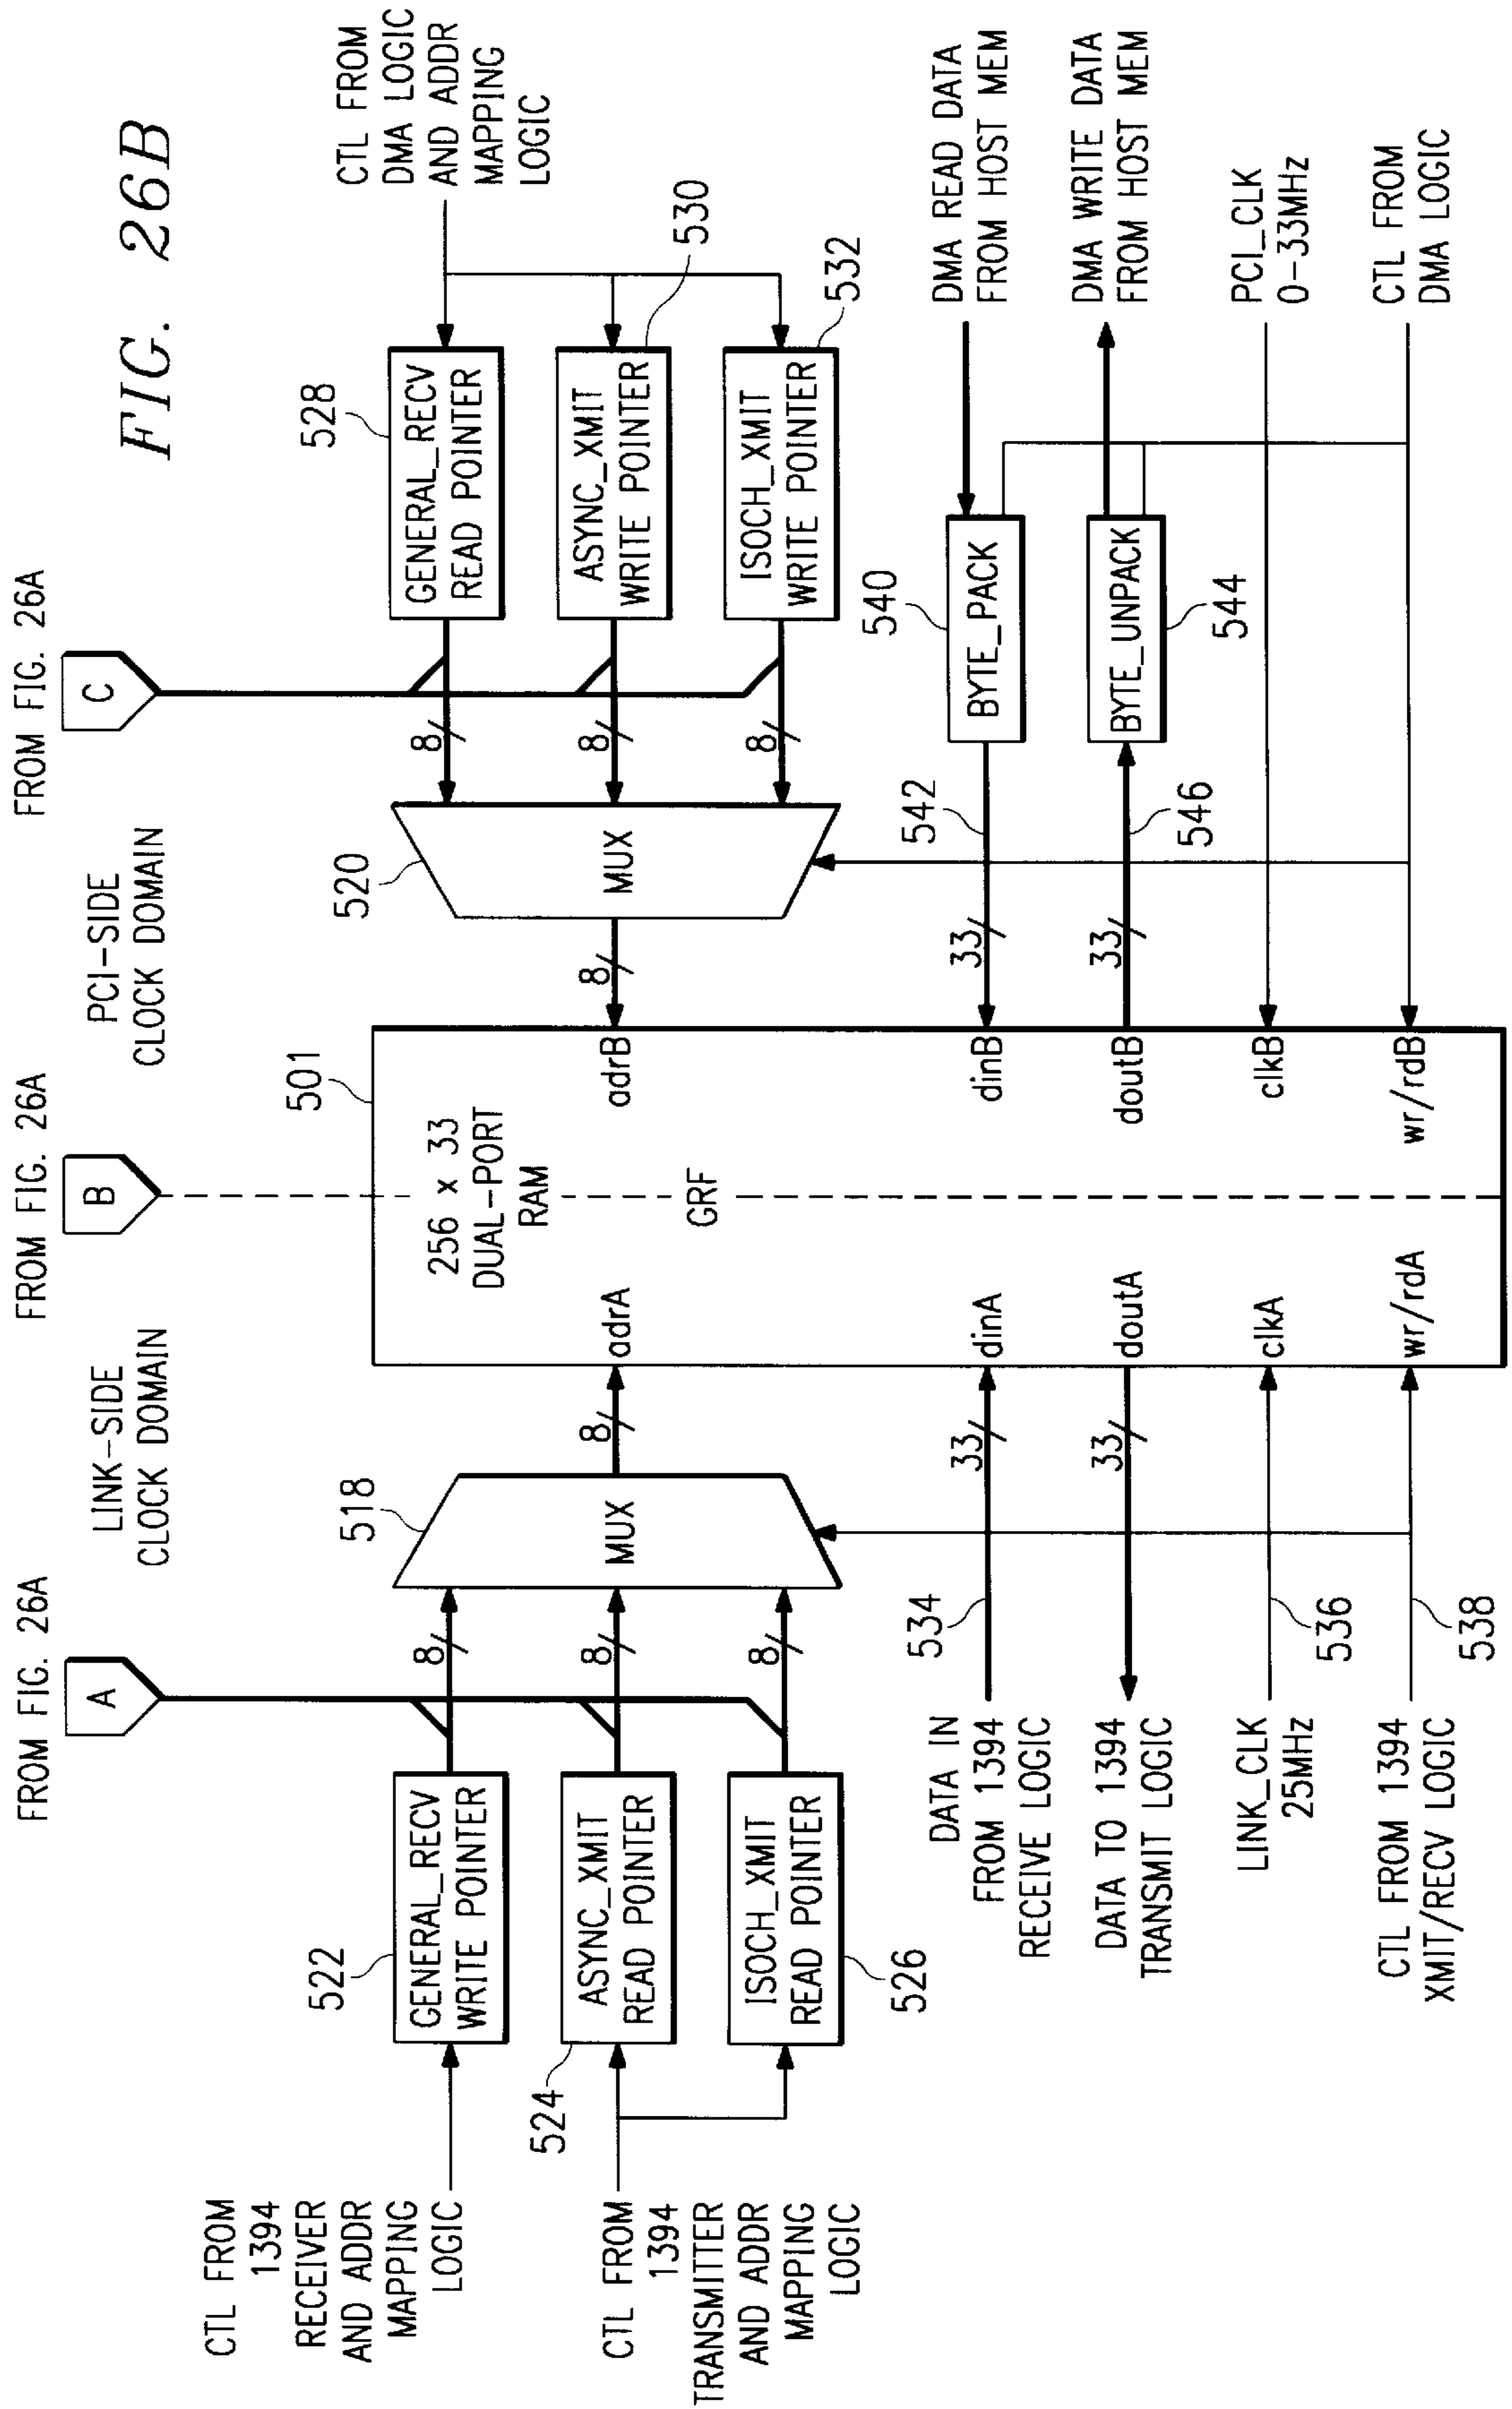 FIG. 26B
FROM FIG. 26A
A
FROM FIG. 26A
B
FROM FIG. 26A
C
LINK-SIDE
CLOCK DOMAIN
PCI-SIDE
CLOCK DOMAIN
CTL FROM
1394
RECEIVER
AND ADDR
MAPPING
LOGIC
CTL FROM
1394
TRANSMITTER
AND ADDR
MAPPING
LOGIC
522
GENERAL_RECV
WRITE POINTER
524
ASYNC_XMIT
READ POINTER
ISOCH_XMIT
READ POINTER
526
8
8
8
518
MUX
8
501
256 x 33
DUAL-PORT
RAM
GRF
adrA
dinA
doutA
clkA
wr/rdA
adrB
dinB
doutB
clkB
wr/rdB
8
520
MUX
8
8
8
528
GENERAL_RECV
READ POINTER
ASYNC_XMIT
WRITE POINTER
530
ISOCH_XMIT
WRITE POINTER
532
CTL FROM
DMA LOGIC
AND ADDR
MAPPING
LOGIC
DATA IN
FROM 1394
RECEIVE LOGIC
534
33
DATA TO 1394
TRANSMIT LOGIC
33
LINK_CLK
25MHz
536
CTL FROM 1394
XMIT/RECV LOGIC
538
33
542
540
BYTE_PACK
DMA READ DATA
FROM HOST MEM
33
546
BYTE_UNPACK
544
DMA WRITE DATA
FROM HOST MEM
PCI_CLK
0-33MHz
CTL FROM
DMA LOGIC